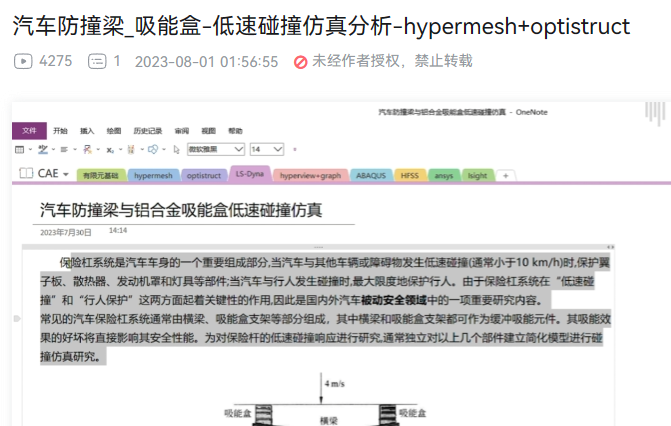 汽车防撞梁_吸能盒-低速碰撞仿真分析-hypermesh+optistruct
4275 1 2023-08-01 01:56:55 未经作者授权，禁止转载
汽车防撞梁与铝合金吸能盒低速碰撞仿真 - OneNote
文件 开始 插入 绘图 历史记录 审阅 视图 帮助
微软雅黑 14
CAE 有限元基础 hypermesh optistruct LS-Dyna hyperview+graph ABAQUS HFSS ansys Isight +
汽车防撞梁与铝合金吸能盒低速碰撞仿真
2023年7月30日 14:14
保险杠系统是汽车车身的一个重要组成部分,当汽车与其他车辆或障碍物发生低速碰撞(通常小于10 km/h)时,保护翼
子板、散热器、发动机罩和灯具等部件;当汽车与行人发生碰撞时,最大限度地保护行人。由于保险杠系统在“低速碰
撞”和“行人保护”这两方面起着关键性的作用,因此是国内外汽车被动安全领域中的一项重要研究内容。
常见的汽车保险杠系统通常由横梁、吸能盒支架等部分组成，其中横梁和吸能盒支架都可作为缓冲吸能元件。其吸能效
果的好坏将直接影响其安全性能。为对保险杆的低速碰撞响应进行研究,通常独立对以上几个部件建立简化模型进行碰
撞仿真研究。
4 m/s
吸能盒 横梁 吸能盒